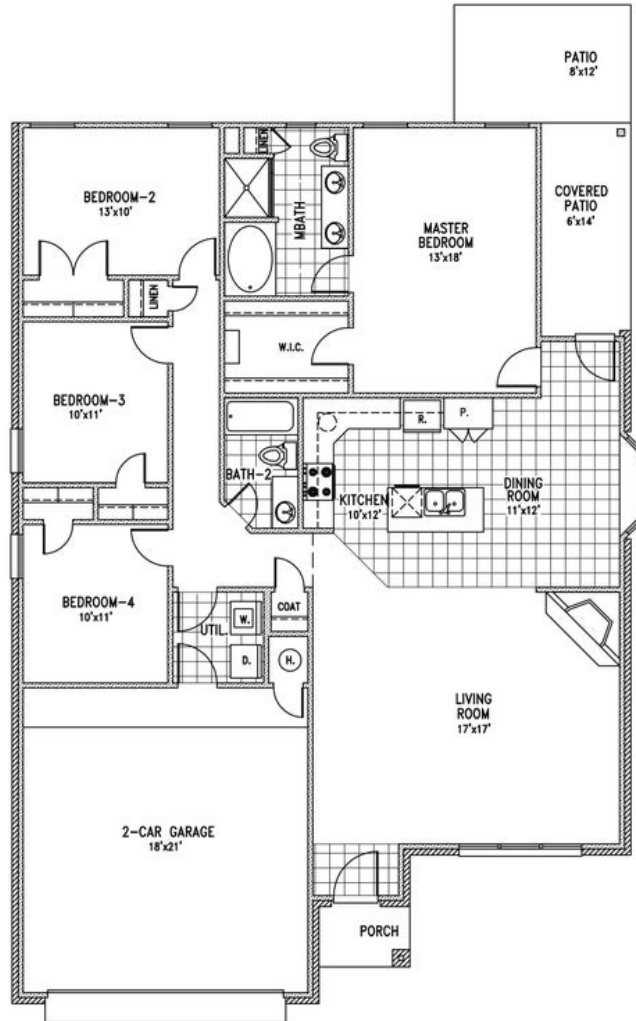 PATIO
8'x12'
LINEN
BEDROOM-2
13'x10'
MBATH
MASTER
BEDROOM
13'x18'
COVERED
PATIO
6'x14'
LINEN
W.I.C.
BEDROOM-3
10'x11'
R.
P.
BATH-2
KITCHEN
10'x12'
DINING
ROOM
11'x12'
BEDROOM-4
10'x11'
UTIL.
W.
D.
COAT
H.
LIVING
ROOM
17'x17'
2-CAR GARAGE
18'x21'
PORCH